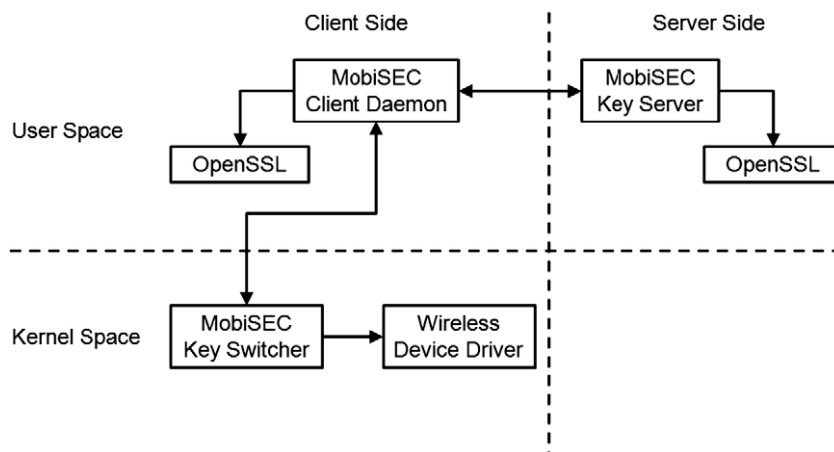 Client Side
Server Side
MobiSEC
Client Daemon
MobiSEC
Key Server
User Space
OpenSSL
OpenSSL
Kernel Space
MobiSEC
Key Switcher
Wireless
Device Driver